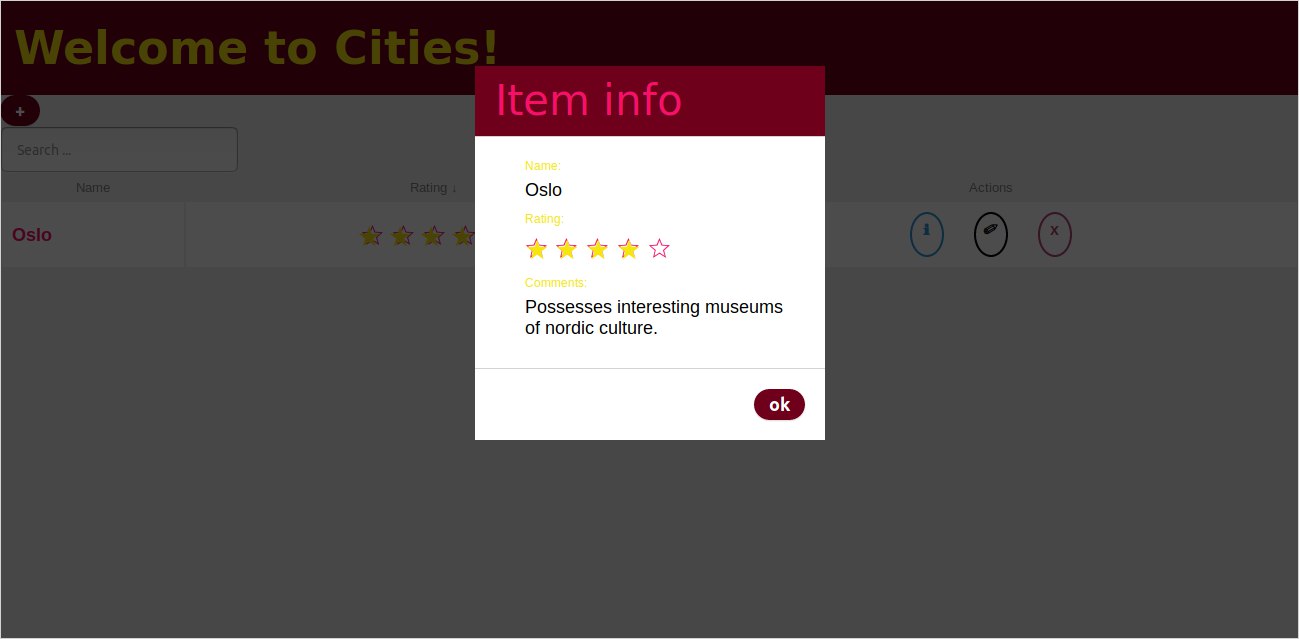 Welcome to Cities!
+
Search ...
Name
Rating ↓
Actions
Oslo
i
x
Item info
Name:
Oslo
Rating:
Comments:
Possesses interesting museums
of nordic culture.
ok